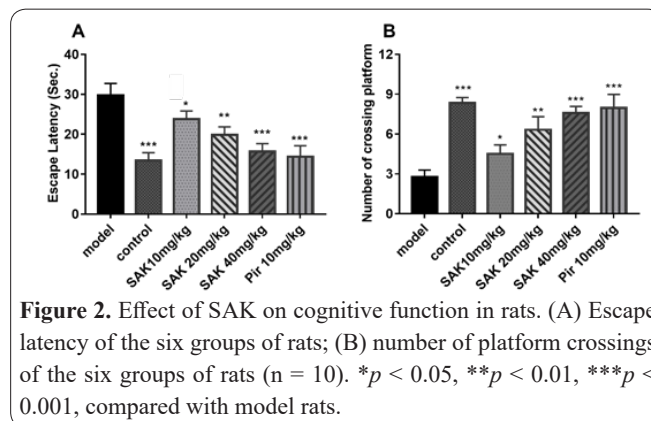 A
Escape Latency (Sec.)
40
30
20
10
0
***
*
**
***
***
model
control
SAK10mg/kg
SAK 20mg/kg
SAK 40mg/kg
Pir 10mg/kg
B
Number of crossing platform
12
9
6
3
0
***
*
**
***
***
model
control
SAK10mg/kg
SAK 20mg/kg
SAK 40mg/kg
Pir 10mg/kg
Figure 2. Effect of SAK on cognitive function in rats. (A) Escape
latency of the six groups of rats; (B) number of platform crossings
of the six groups of rats (n = 10). *p < 0.05, **p < 0.01, ***p <
0.001, compared with model rats.